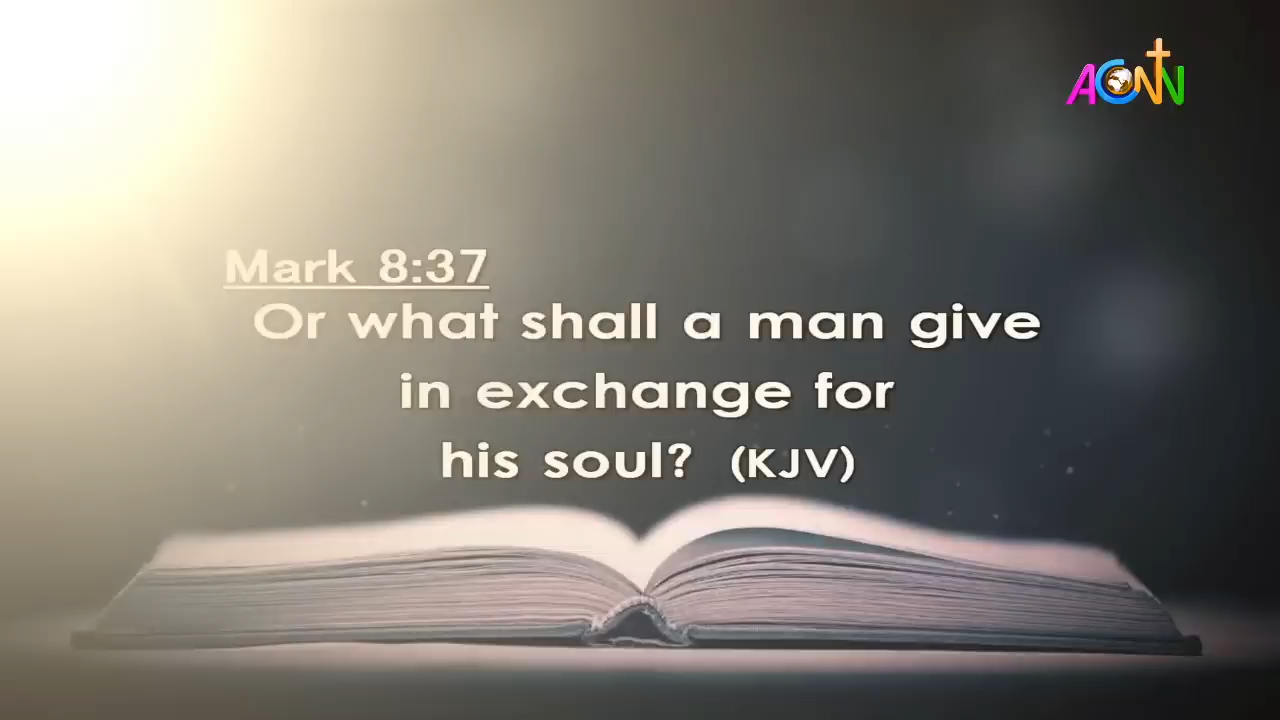 ACNN
Mark 8:37
Or what shall a man give
in exchange for
his soul? (KJV)